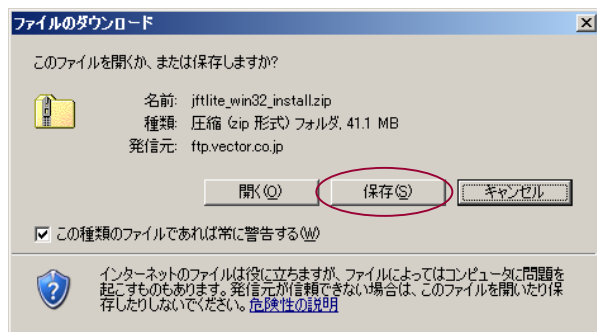 ファイルのダウンロード
このファイルを開くか、または保存しますか?
名前: jftlite_win32_install.zip
種類: 圧縮 (zip 形式) フォルダ, 41.1 MB
発信元: ftp.vector.co.jp
開く(O) 保存(S) キャンセル
この種類のファイルであれば常に警告する(W)
インターネットのファイルは役に立ちますが、ファイルによってはコンピュータに問題を
起こすものもあります。発信元が信頼できない場合は、このファイルを開いたり保
存したりしないでください。危険性の説明